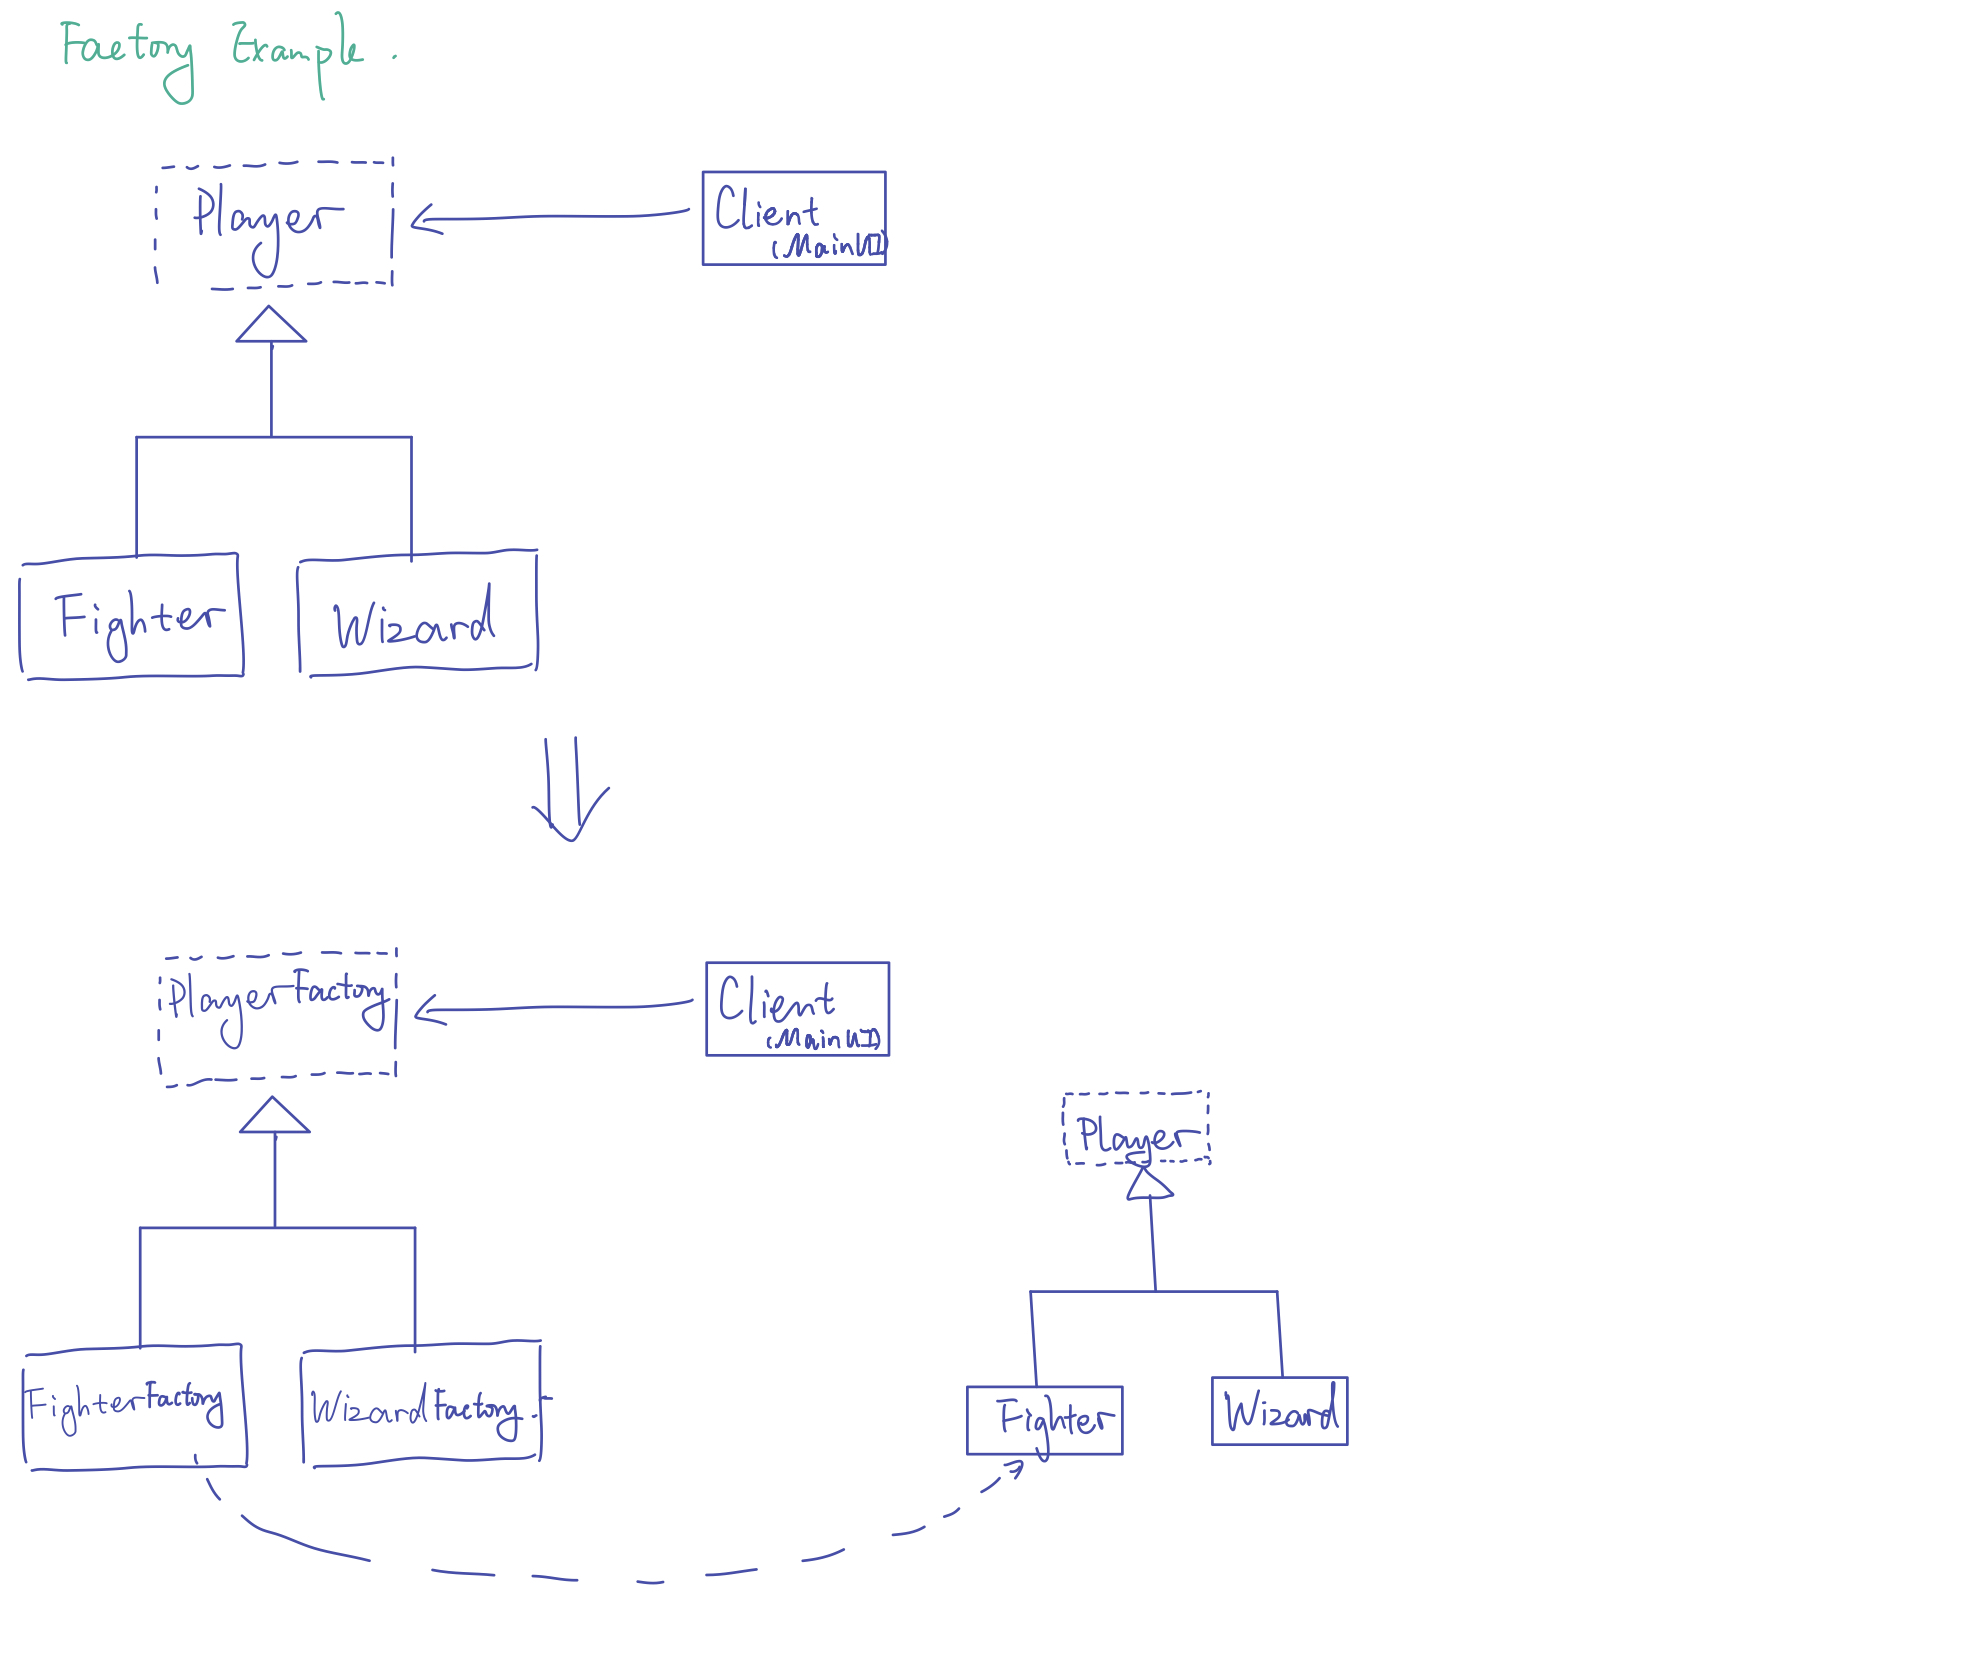 Factory Example.
Player
Client
(MainUI)
Fighter
Wizard
PlayerFactory
Client
(MainUI)
Player
FighterFactory
WizardFactory
Fighter
Wizard